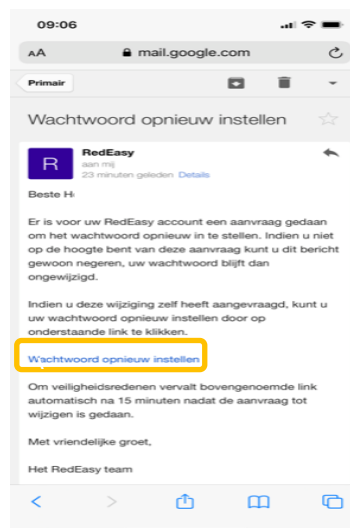 09:06
AA mail.google.com
Primair
Wachtwoord opnieuw instellen
R
RedEasy
aan mij
23 minuten geleden Details
Beste H
Er is voor uw RedEasy account een aanvraag gedaan
om het wachtwoord opnieuw in te stellen. Indien u niet
op de hoogte bent van deze aanvraag kunt u dit bericht
gewoon negeren, uw wachtwoord blijft dan
ongewijzigd.
Indien u deze wijziging zelf heeft aangevraagd, kunt u
uw wachtwoord opnieuw instellen door op
onderstaande link te klikken.
Wachtwoord opnieuw instellen
Om veiligheidsredenen vervalt bovengenoemde link
automatisch na 15 minuten nadat de aanvraag tot
wijzigen is gedaan.
Met vriendelijke groet,
Het RedEasy team